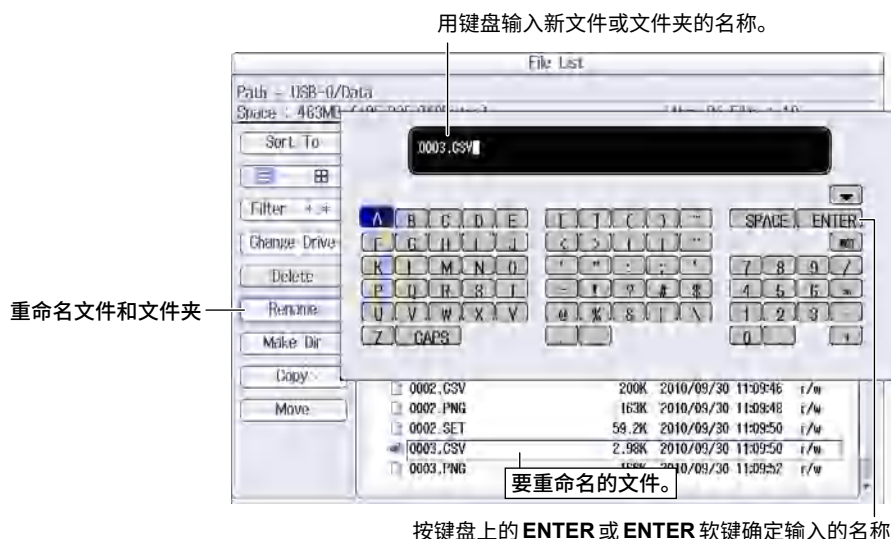 用键盘输入新文件或文件夹的名称。
File List
Path - USB-0/Data
Space : 463MB
Sort To
Filter *.*
Change Drive
Delete
Rename
Make Dir
Copy
Move
重命名文件和文件夹
0003.CSV
A B C D E [ ] ( ) SPACE ENTER
F G H I J < >
K L M N O 7 8 9 /
P Q R S T - ! ? # $ 4 5 6 *
U V W X Y @ % & | \ 1 2 3 -
Z CAPS 0 . +
0002.CSV 200K 2010/09/30 11:09:46 r/w
0002.PNG 163K 2010/09/30 11:09:48 r/w
0002.SET 59.2K 2010/09/30 11:09:50 r/w
0003.CSV 2.98K 2010/09/30 11:09:50 r/w
0003.PNG 2010/09/30 11:09:52 r/w
要重命名的文件。
按键盘上的 ENTER 或 ENTER 软键确定输入的名称